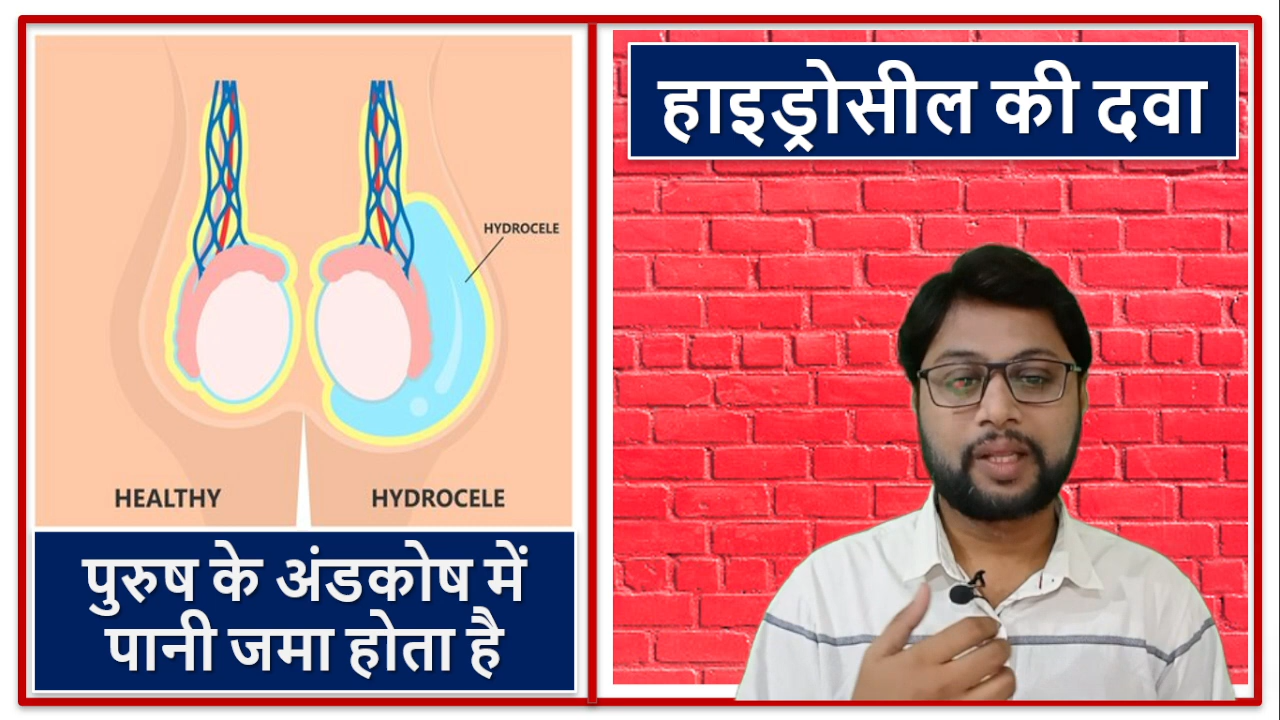 HYDROCELE
HEALTHY
HYDROCELE
पुरुष के अंडकोष में
पानी जमा होता है
हाइड्रोसील की दवा